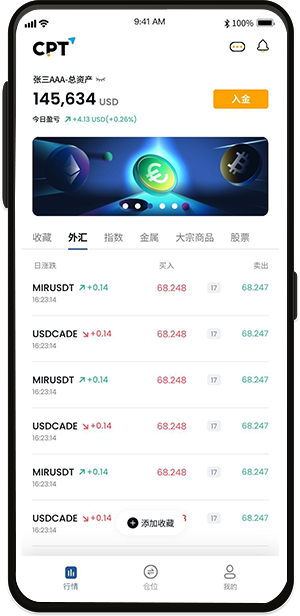 9:41 AM
100%
CPT
张三AAA·总资产
145,634 USD
入金
今日盈亏 +4.13 USD(+0.26%)
收藏 外汇 指数 金属 大宗商品 股票
日涨跌 买入 卖出
MIRUSDT +0.14 68.248 17 68.247
16:23:14
USDCADE +0.14 68.248 17 68.247
16:23:14
MIRUSDT +0.14 68.248 17 68.247
16:23:14
USDCADE +0.14 68.248 17 68.247
16:23:14
MIRUSDT +0.14 68.248 17 68.247
16:23:14
USDCADE +0.14 17 68.247
16:23:14
添加收藏
行情 仓位 我的